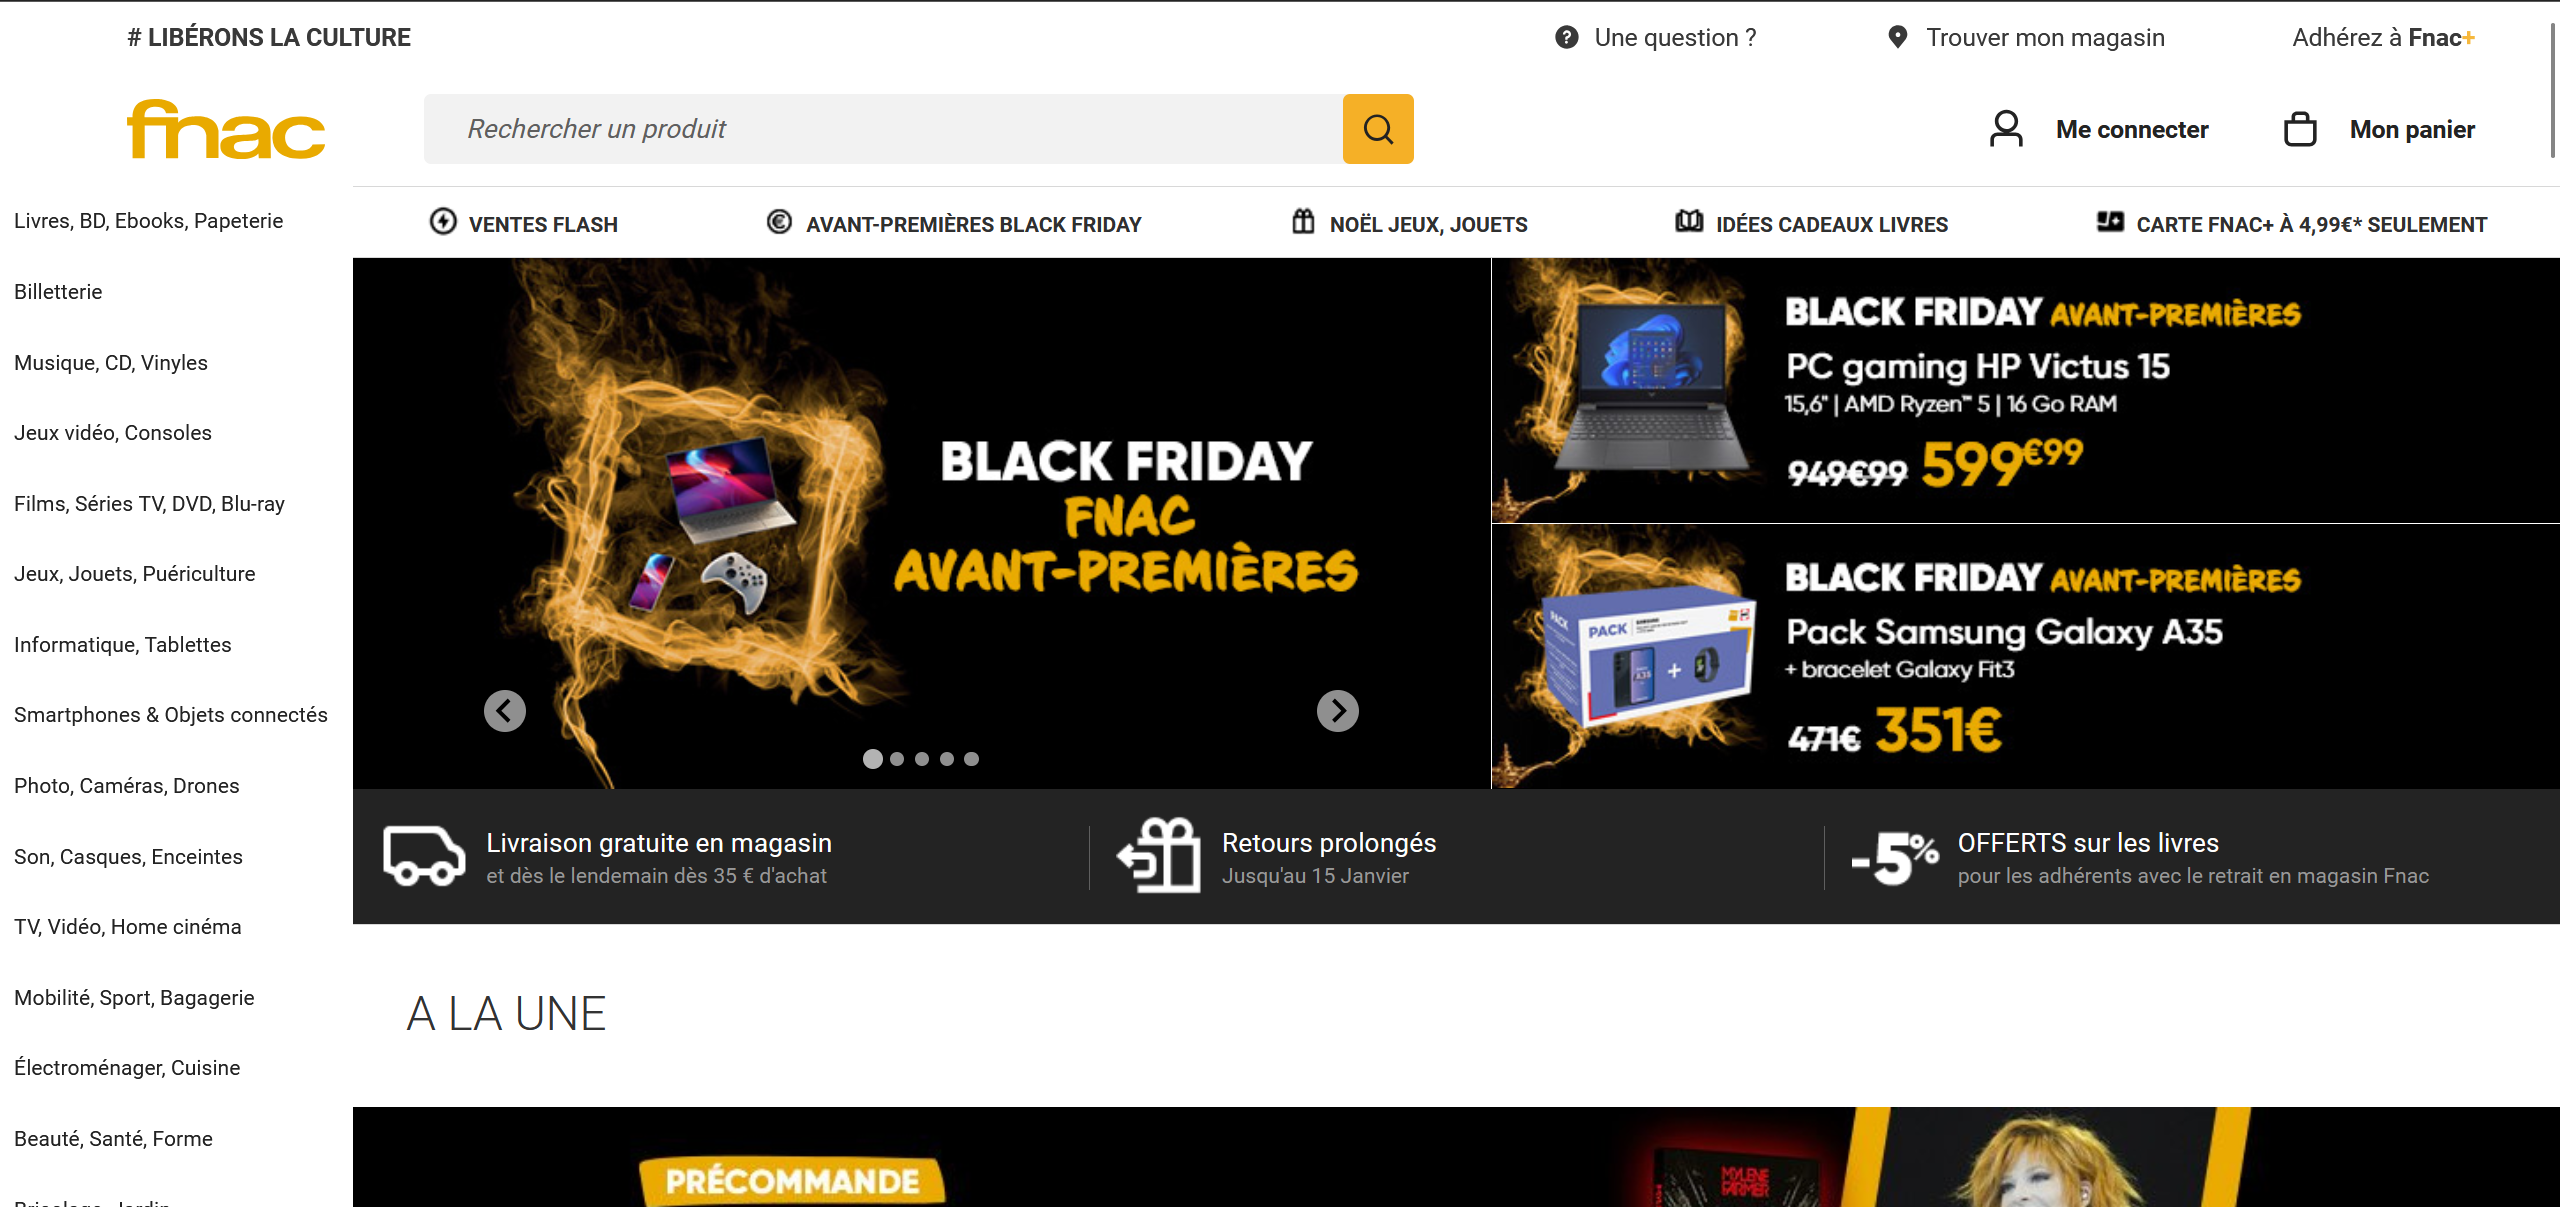 # LIBÉRONS LA CULTURE
Une question ?
Trouver mon magasin
Adhérez à Fnac+
fnac
Rechercher un produit
Me connecter
Mon panier
VENTES FLASH
AVANT-PREMIÈRES BLACK FRIDAY
NOËL JEUX, JOUETS
IDÉES CADEAUX LIVRES
CARTE FNAC+ À 4,99€* SEULEMENT
Livres, BD, Ebooks, Papeterie
Billetterie
Musique, CD, Vinyles
Jeux vidéo, Consoles
Films, Séries TV, DVD, Blu-ray
Jeux, Jouets, Puériculture
Informatique, Tablettes
Smartphones & Objets connectés
Photo, Caméras, Drones
Son, Casques, Enceintes
TV, Vidéo, Home cinéma
Mobilité, Sport, Bagagerie
Électroménager, Cuisine
Beauté, Santé, Forme
BLACK FRIDAY
FNAC
AVANT-PREMIÈRES
BLACK FRIDAY AVANT-PREMIÈRES
PC gaming HP Victus 15
15,6" | AMD Ryzen™ 5 | 16 Go RAM
949€99 599€99
BLACK FRIDAY AVANT-PREMIÈRES
Pack Samsung Galaxy A35
+ bracelet Galaxy Fit3
471€ 351€
PACK
PACK
SAMSUNG
A35
Livraison gratuite en magasin
et dès le lendemain dès 35 € d'achat
Retours prolongés
Jusqu'au 15 Janvier
-5%
OFFERTS sur les livres
pour les adhérents avec le retrait en magasin Fnac
A LA UNE
PRÉCOMMANDE
MYLENE
FARMER